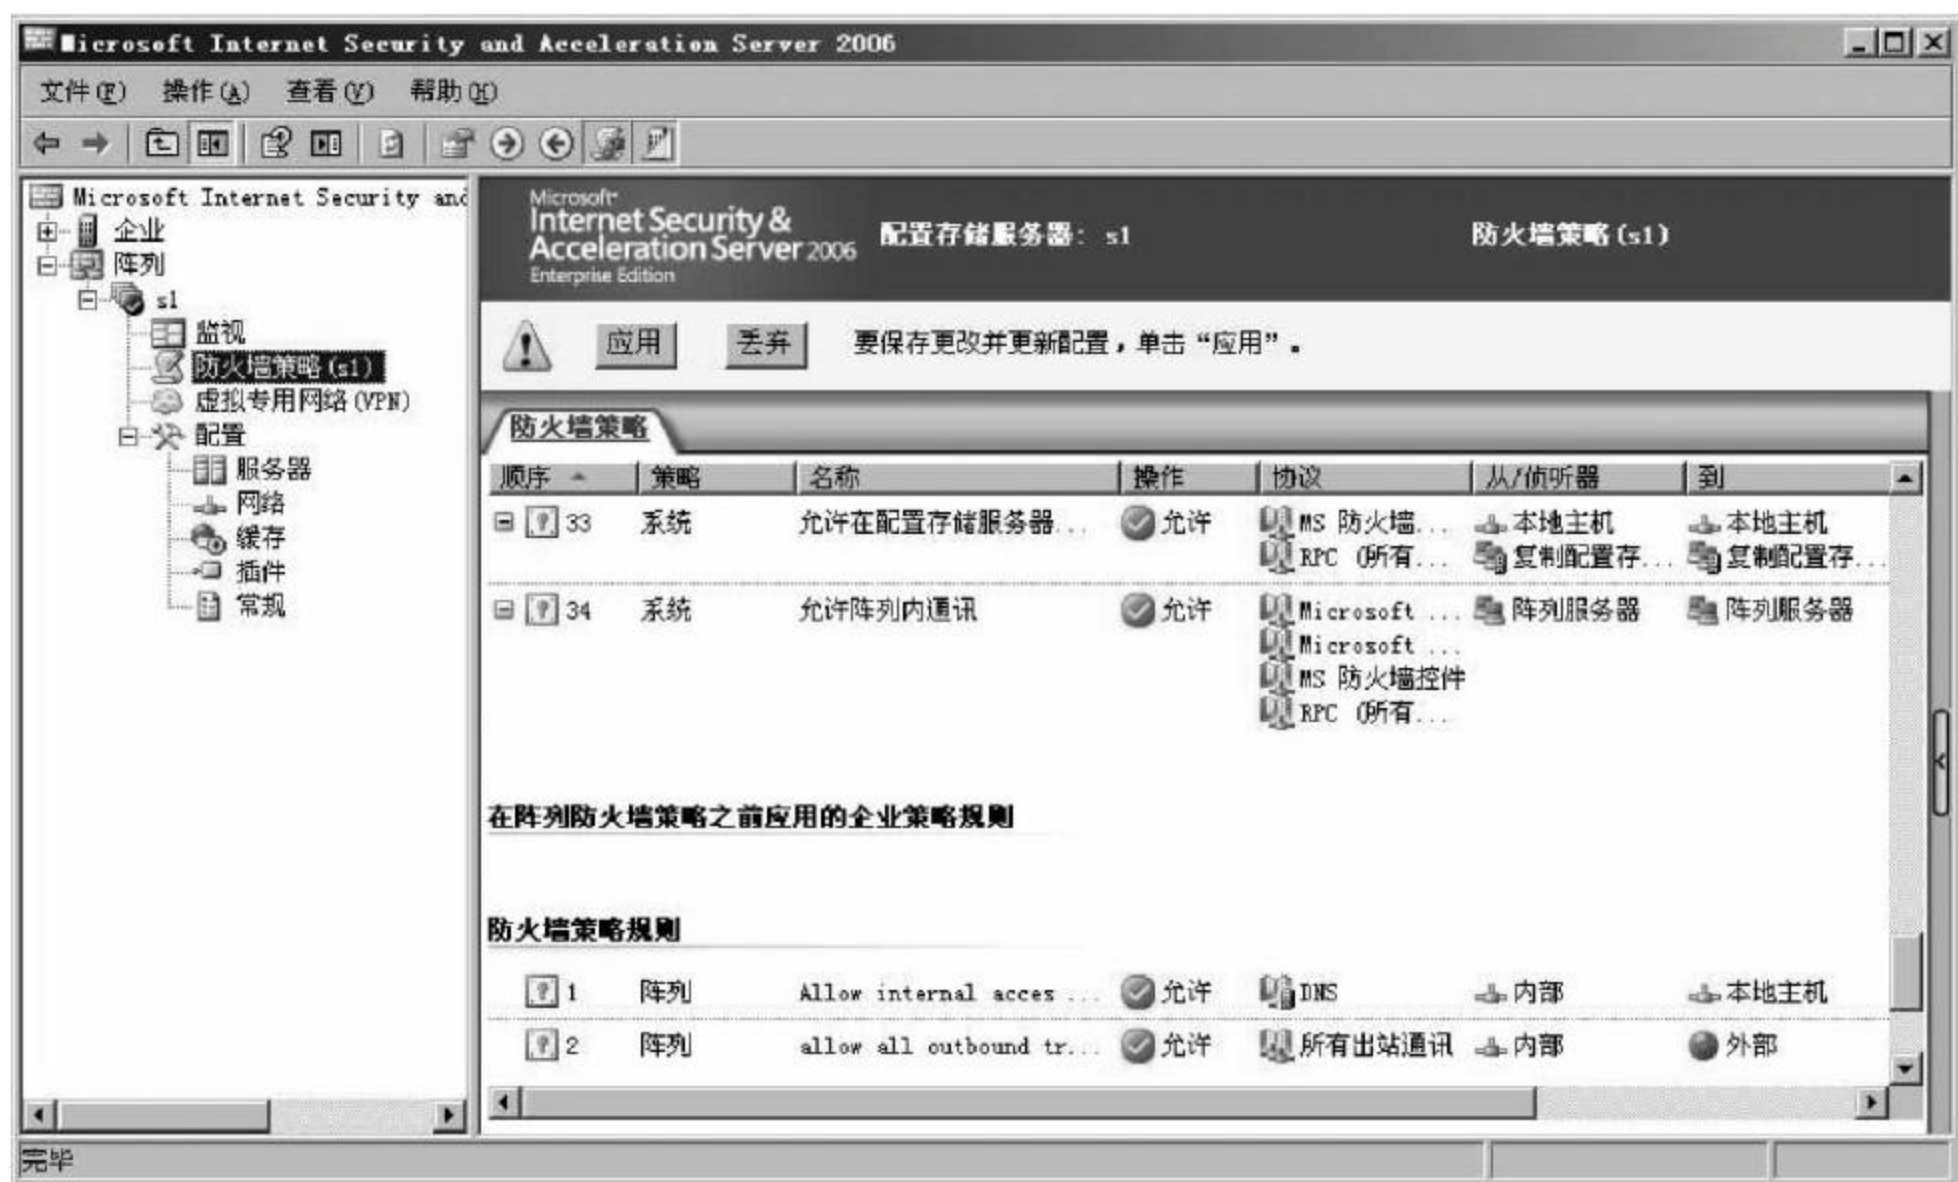 Microsoft Internet Security and Acceleration Server 2006
文件(F) 操作(A) 查看(V) 帮助(H)
Microsoft Internet Security and
企业
阵列
s1
监视
防火墙策略(s1)
虚拟专用网络(VPN)
配置
服务器
网络
缓存
插件
常规
Microsoft
Internet Security &
Acceleration Server 2006
Enterprise Edition
配置存储服务器: s1
防火墙策略(s1)
应用 丢弃 要保存更改并更新配置，单击“应用”。
防火墙策略
顺序 策略 名称 操作 协议 从/侦听器 到
33 系统 允许在配置存储服务器... 允许 MS 防火墙... 本地主机 本地主机
RPC (所有... 复制配置存... 复制配置存...
34 系统 允许阵列内通讯 允许 Microsoft ... 阵列服务器 阵列服务器
Microsoft ...
MS 防火墙控件
RPC (所有...
在阵列防火墙策略之前应用的企业策略规则
防火墙策略规则
1 阵列 Allow internal acces ... 允许 DNS 内部 本地主机
2 阵列 allow all outbound tr... 允许 所有出站通讯 内部 外部
完毕